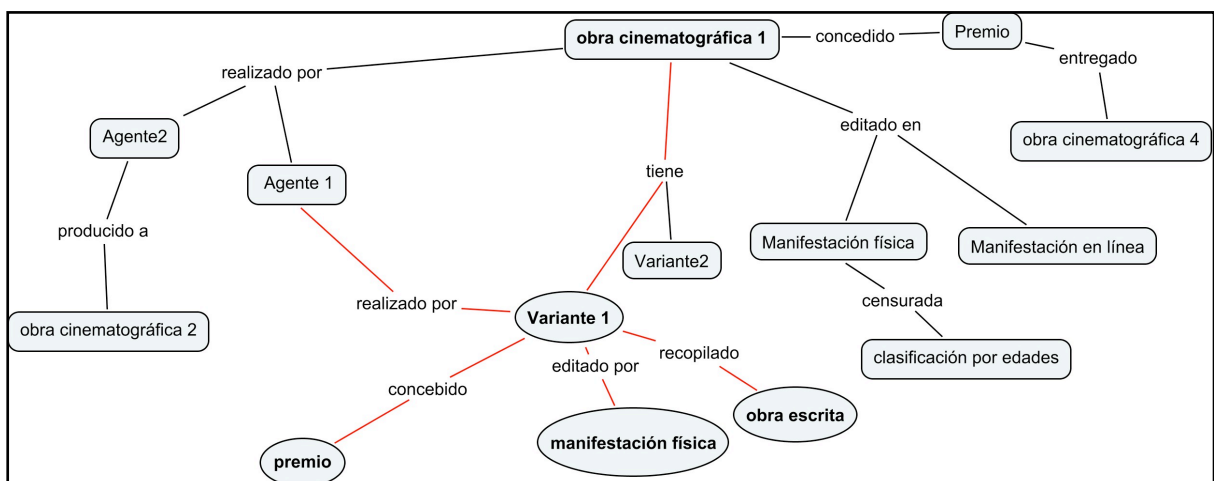 obra cinematográfica 1
concedido
Premio
entregado
realizado por
editado en
obra cinematográfica 4
Agente2
tiene
Agente 1
producido a
Manifestación física
Manifestación en línea
Variante2
realizado por
censurada
Variante 1
obra cinematográfica 2
recopilado
clasificación por edades
editado por
concebido
obra escrita
manifestación física
premio